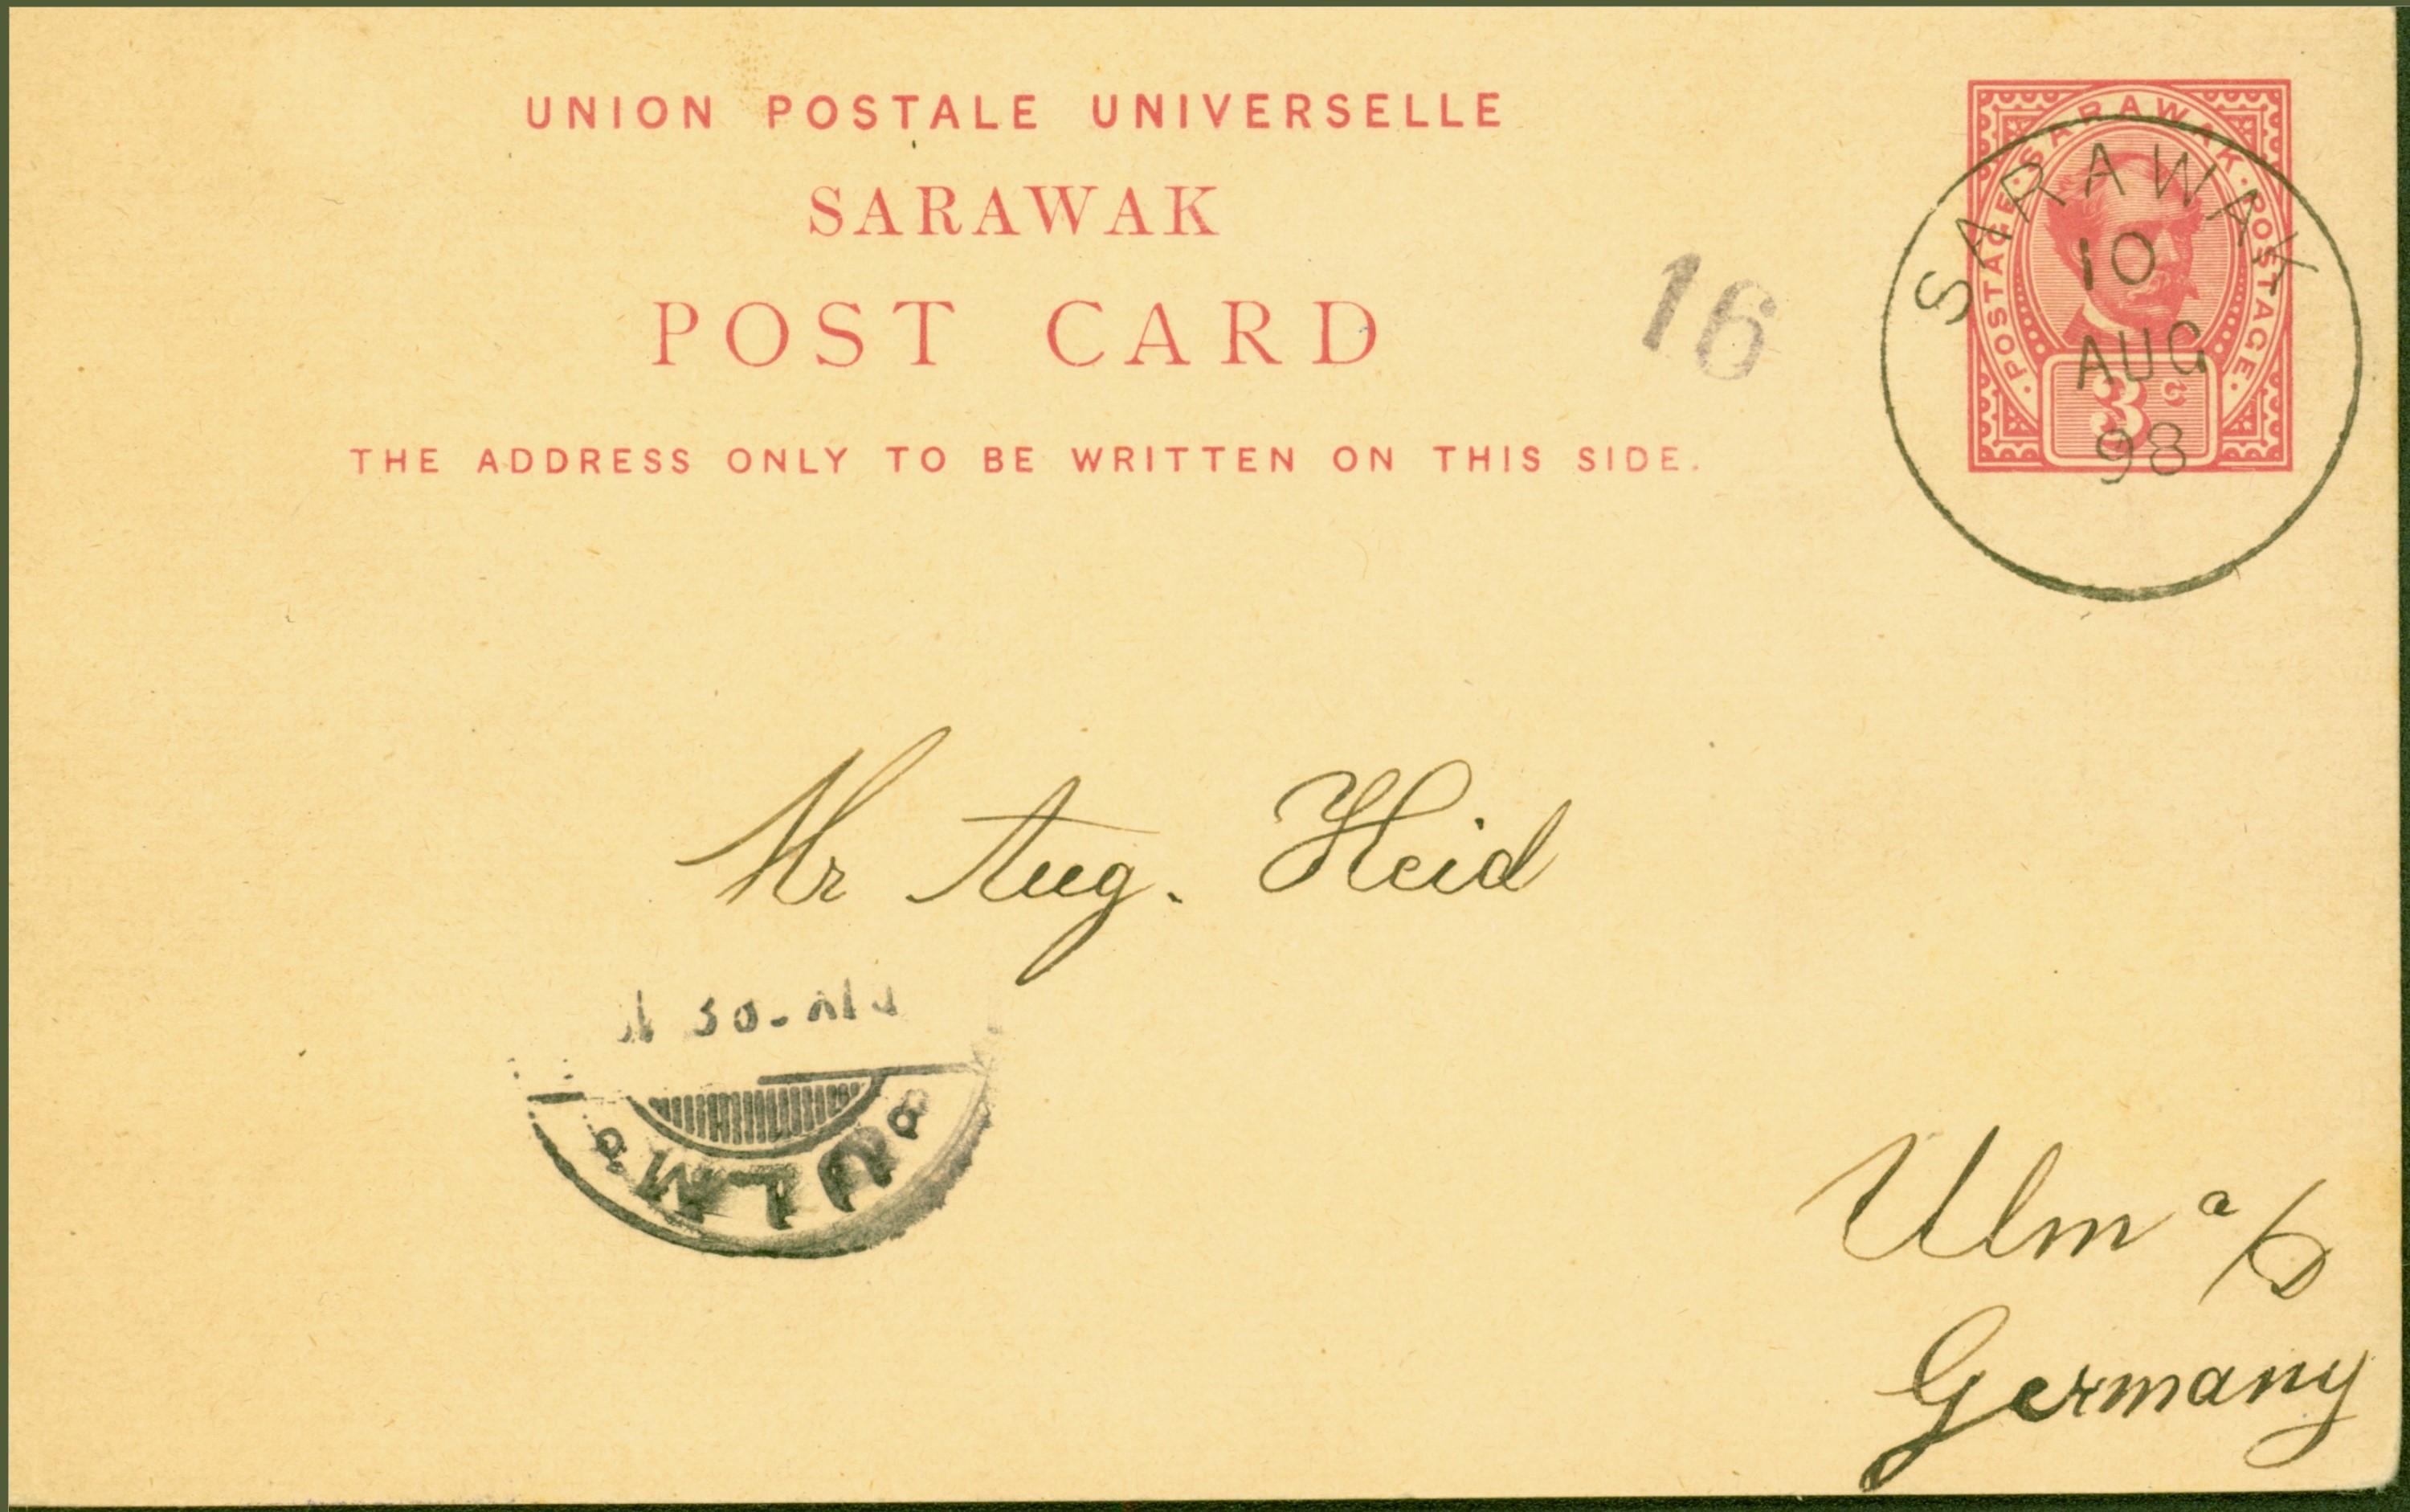 UNION POSTALE UNIVERSELLE
SARAWAK
POST CARD
THE ADDRESS ONLY TO BE WRITTEN ON THIS SIDE.
16
POSTAGE · SARAWAK · POSTAGE
3c
SARAWAK
10
AUG
98
Mr Aug. Heid
ULM
Ulm a/D
Germany